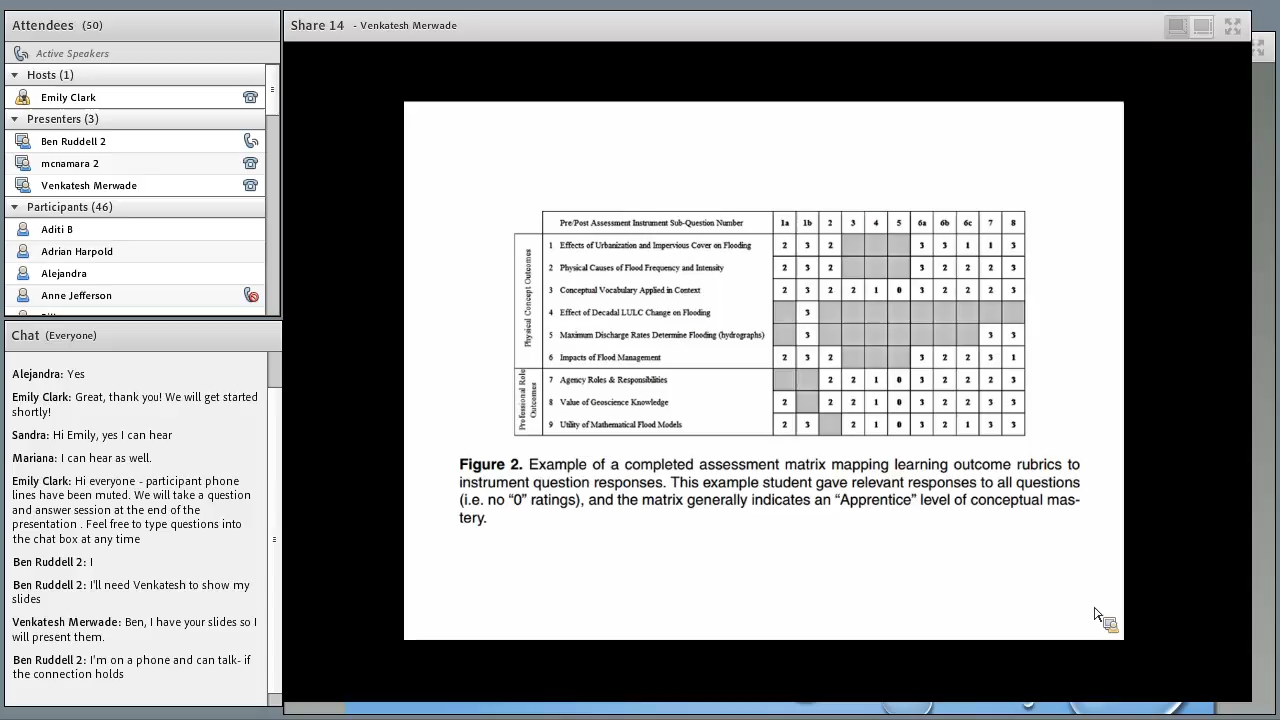 Attendees (50)
Active Speakers
Hosts (1)
Emily Clark
Presenters (3)
Ben Ruddell 2
mcnamara 2
Venkatesh Merwade
Participants (46)
Aditi B
Adrian Harpold
Alejandra
Anne Jefferson
Chat (Everyone)
Alejandra: Yes
Emily Clark: Great, thank you! We will get started
shortly!
Sandra: Hi Emily, yes I can hear
Mariana: I can hear as well.
Emily Clark: Hi everyone - participant phone
lines have been muted. We will take a question
and answer session at the end of the
presentation . Feel free to type questions into
the chat box at any time
Ben Ruddell 2: I
Ben Ruddell 2: I'll need Venkatesh to show my
slides
Venkatesh Merwade: Ben, I have your slides so I
will present them.
Ben Ruddell 2: I'm on a phone and can talk- if
the connection holds
Share 14 - Venkatesh Merwade
Pre/Post Assessment Instrument Sub-Question Number 1a 1b 2 3 4 5 6a 6b 6c 7 8
Physical Concept Outcomes
1 Effects of Urbanization and Impervious Cover on Flooding 2 3 2 3 3 1 1 3
2 Physical Causes of Flood Frequency and Intensity 2 3 2 3 2 2 2 3
3 Conceptual Vocabulary Applied in Context 2 3 2 2 1 0 3 2 2 2 3
4 Effect of Decadal LULC Change on Flooding 3
5 Maximum Discharge Rates Determine Flooding (hydrographs) 3 3 3
6 Impacts of Flood Management 2 3 2 3 2 2 3 1
Professional Role
Outcomes
7 Agency Roles & Responsibilities 2 2 1 0 3 2 2 2 3
8 Value of Geoscience Knowledge 2 2 2 1 0 3 2 2 3 3
9 Utility of Mathematical Flood Models 2 3 2 1 0 3 2 1 3 3
Figure 2. Example of a completed assessment matrix mapping learning outcome rubrics to
instrument question responses. This example student gave relevant responses to all questions
(i.e. no “0” ratings), and the matrix generally indicates an “Apprentice” level of conceptual mas-
tery.